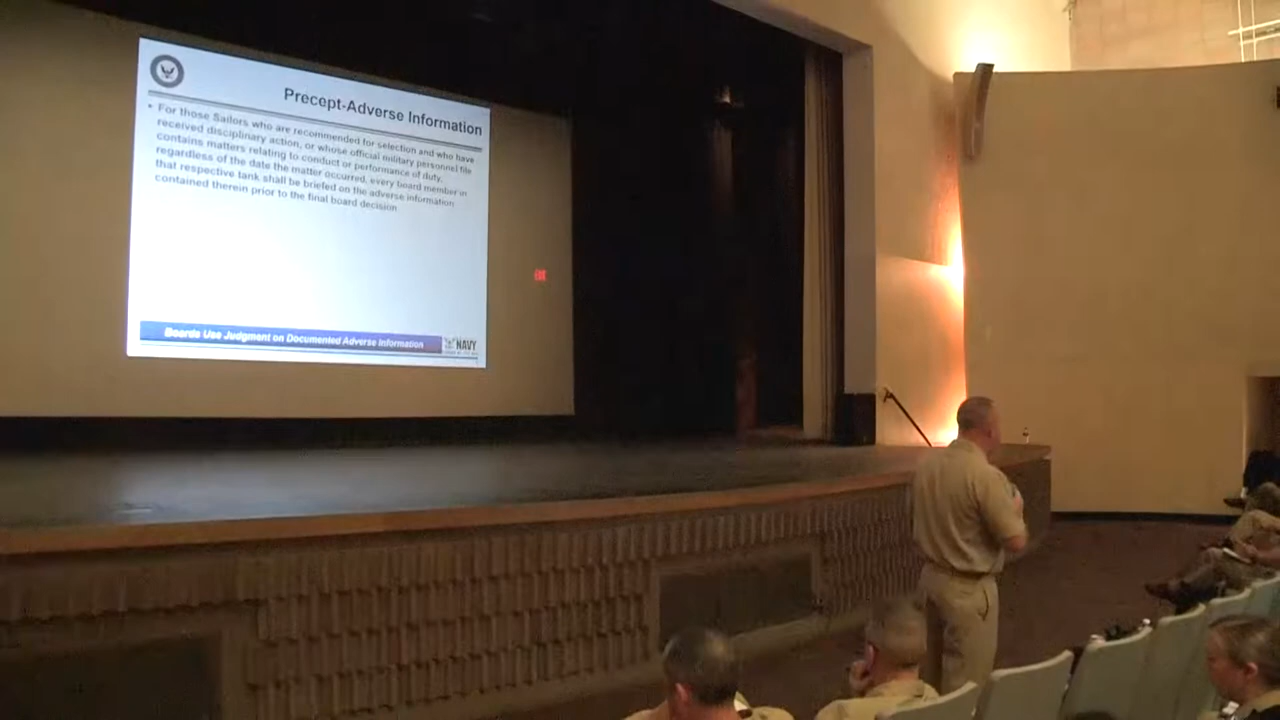 Precept-Adverse Information
• For those Sailors who are recommended for selection and who have
received disciplinary action, or whose official military personnel file
contains matters relating to conduct or performance of duty,
regardless of the date the matter occurred, every board member in
that respective tank shall be briefed on the adverse information
contained therein prior to the final board decision
Boards Use Judgment on Documented Adverse Information
NAVY